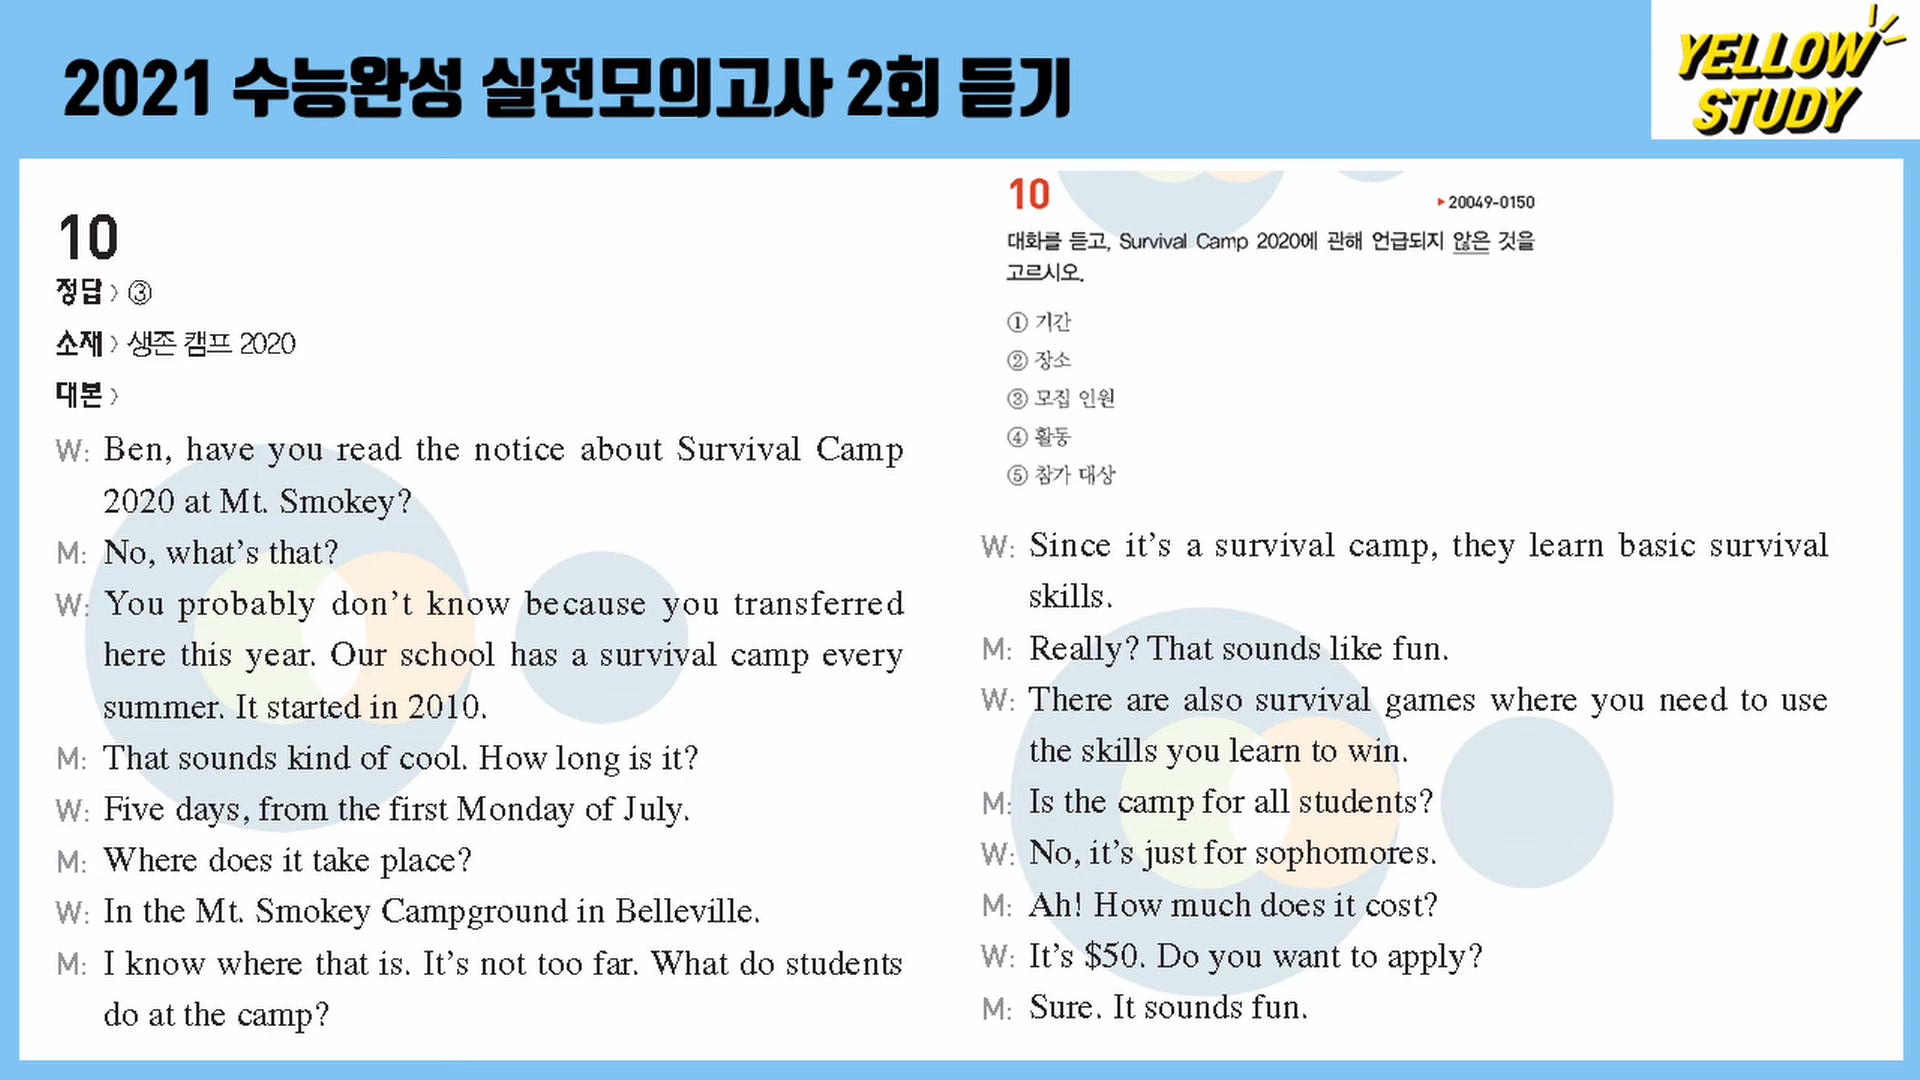 2021 수능완성 실전모의고사 2회 듣기
YELLOW
STUDY
10
정답 〉 ③
소재 〉 생존 캠프 2020
대본 〉
W: Ben, have you read the notice about Survival Camp
2020 at Mt. Smokey?
M: No, what's that?
W: You probably don't know because you transferred
here this year. Our school has a survival camp every
summer. It started in 2010.
M: That sounds kind of cool. How long is it?
W: Five days, from the first Monday of July.
M: Where does it take place?
W: In the Mt. Smokey Campground in Belleville.
M: I know where that is. It's not too far. What do students
do at the camp?
10
▶20049-0150
대화를 듣고, Survival Camp 2020에 관해 언급되지 않은 것을
고르시오.
① 기간
② 장소
③ 모집 인원
④ 활동
⑤ 참가 대상
W: Since it's a survival camp, they learn basic survival
skills.
M: Really? That sounds like fun.
W: There are also survival games where you need to use
the skills you learn to win.
M: Is the camp for all students?
W: No, it's just for sophomores.
M: Ah! How much does it cost?
W: It's $50. Do you want to apply?
M: Sure. It sounds fun.